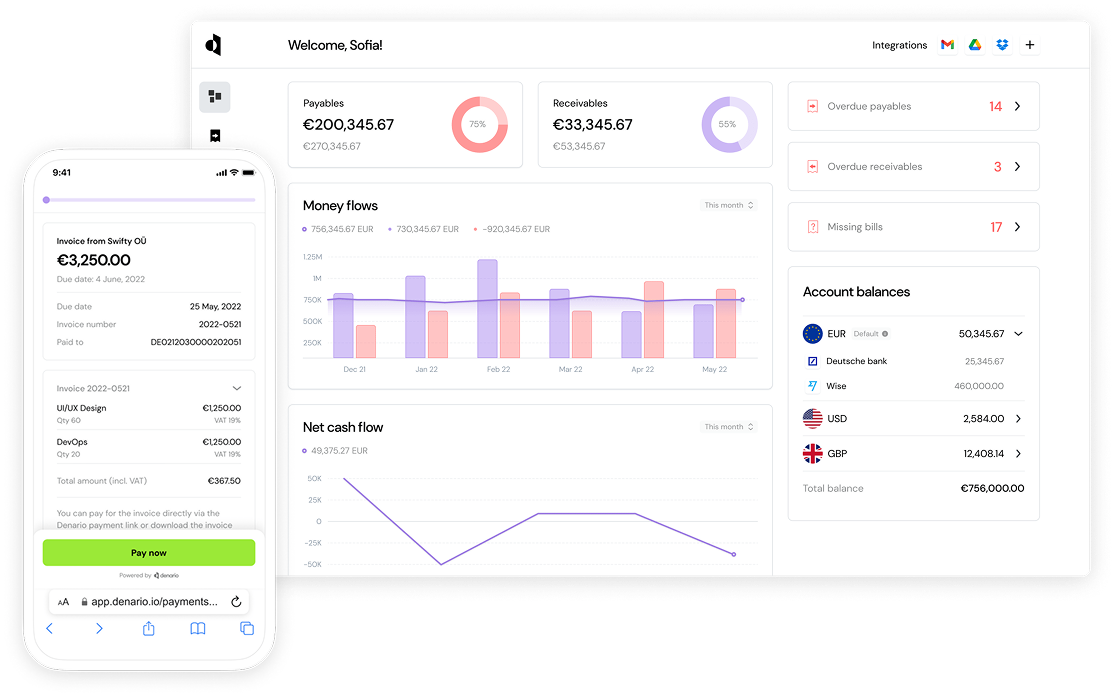 Welcome, Sofia!
Integrations
Payables
€200,345.67
€270,345.67
75%
Receivables
€33,345.67
€53,345.67
55%
Overdue payables 14
Overdue receivables 3
Missing bills 17
Money flows
This month
756,345.67 EUR 730,345.67 EUR -920,345.67 EUR
1.25M
1M
750K
500K
250K
Dec 21 Jan 22 Feb 22 Mar 22 Apr 22 May 22
Net cash flow
This month
49,375.27 EUR
50K
25K
0
-25K
-50K
Account balances
EUR Default 50,345.67
Deutsche bank 25,345.67
Wise 460,000.00
USD 2,584.00
GBP 12,408.14
Total balance €756,000.00
9:41
Invoice from Swifty OÜ
€3,250.00
Due date: 4 June, 2022
Due date 25 May, 2022
Invoice number 2022-0521
Paid to DE0212030000202051
Invoice 2022-0521
UI/UX Design €1,250.00
Qty 60 VAT 19%
DevOps €1,250.00
Qty 20 VAT 19%
Total amount (incl. VAT) €367.50
You can pay for the invoice directly via the
Denario payment link or download the invoice
Pay now
Powered by denario
AA app.denario.io/payments...